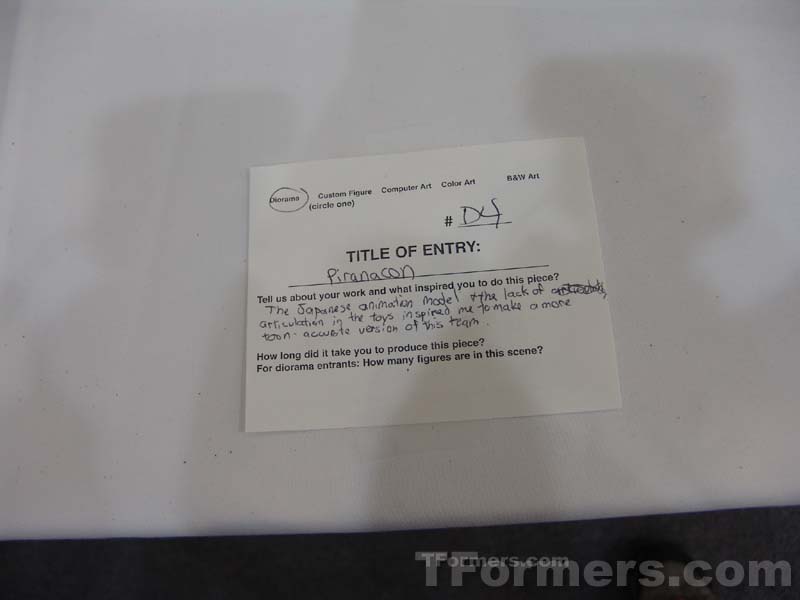 Diorama Custom Figure Computer Art Color Art B&W Art
(circle one)
# D4
TITLE OF ENTRY:
Piranacon
Tell us about your work and what inspired you to do this piece?
The Japanese animation model & the lack of
articulation in the toys inspired me to make a more
toon-accurate version of this team.
How long did it take you to produce this piece?
For diorama entrants: How many figures are in this scene?
TFormers.com
TFormers.com